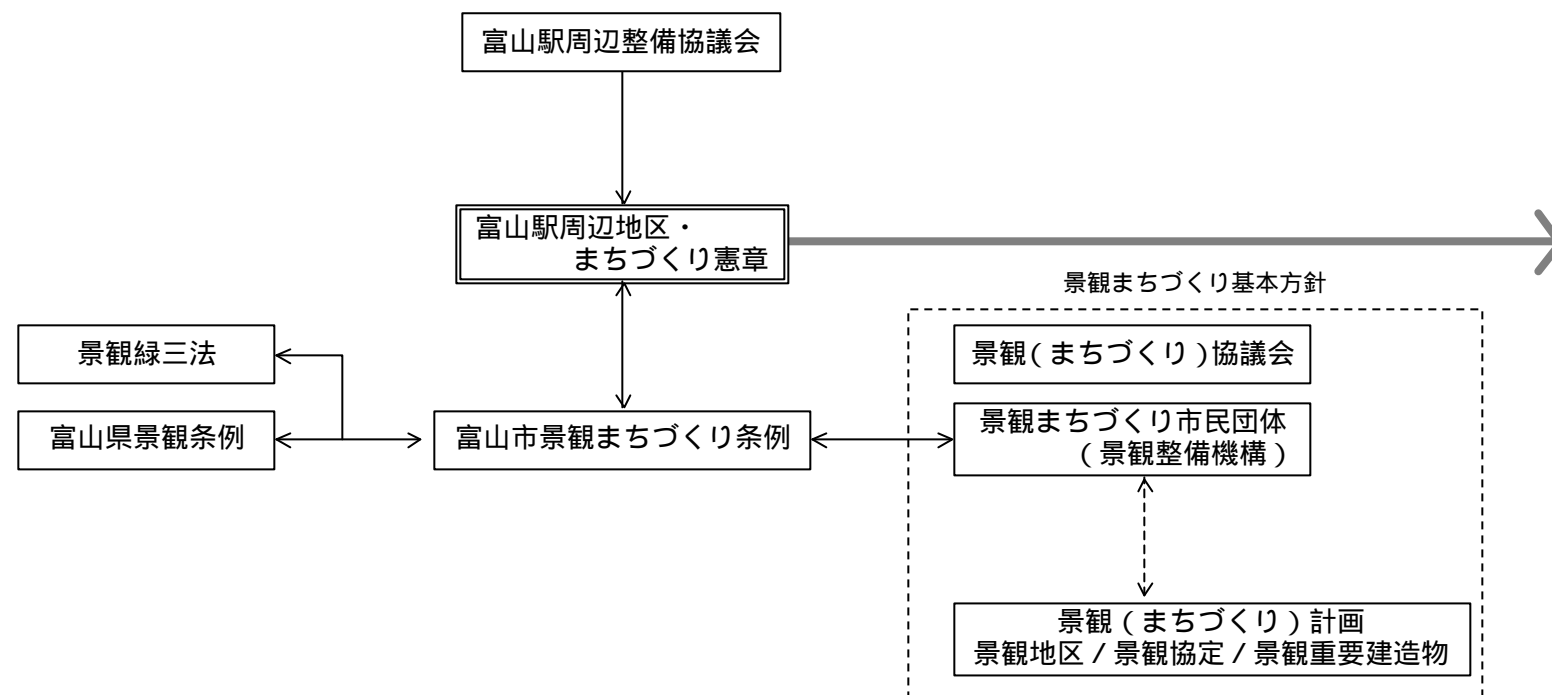 富山駅周辺整備協議会
富山駅周辺地区・
まちづくり憲章
景観まちづくり基本方針
景観緑三法
景観(まちづくり)協議会
富山県景観条例
富山市景観まちづくり条例
景観まちづくり市民団体
(景観整備機構)
景観(まちづくり)計画
景観地区/景観協定/景観重要建造物